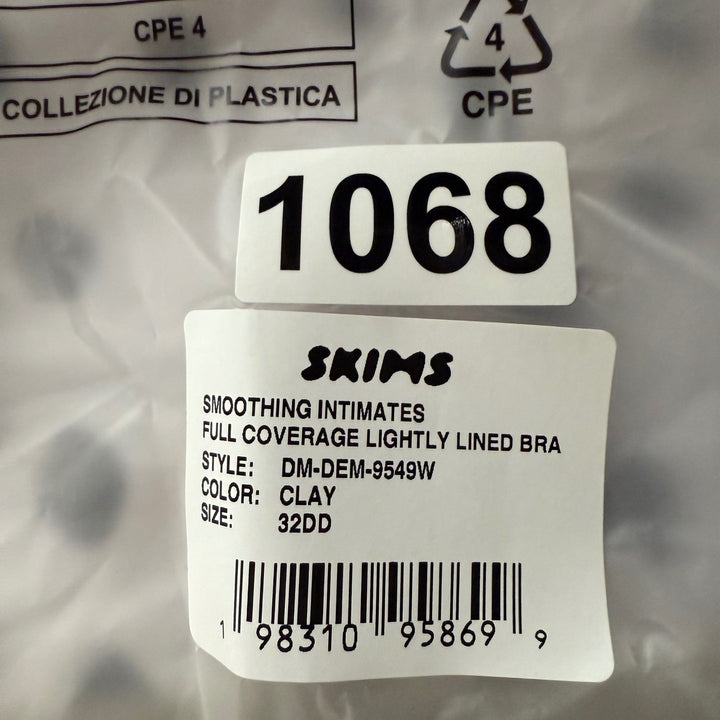 CPE 4
COLLEZIONE DI PLASTICA
4
CPE
1068
SKIMS
SMOOTHING INTIMATES
FULL COVERAGE LIGHTLY LINED BRA
STYLE: DM-DEM-9549W
COLOR: CLAY
SIZE: 32DD
1 98310 95869 9